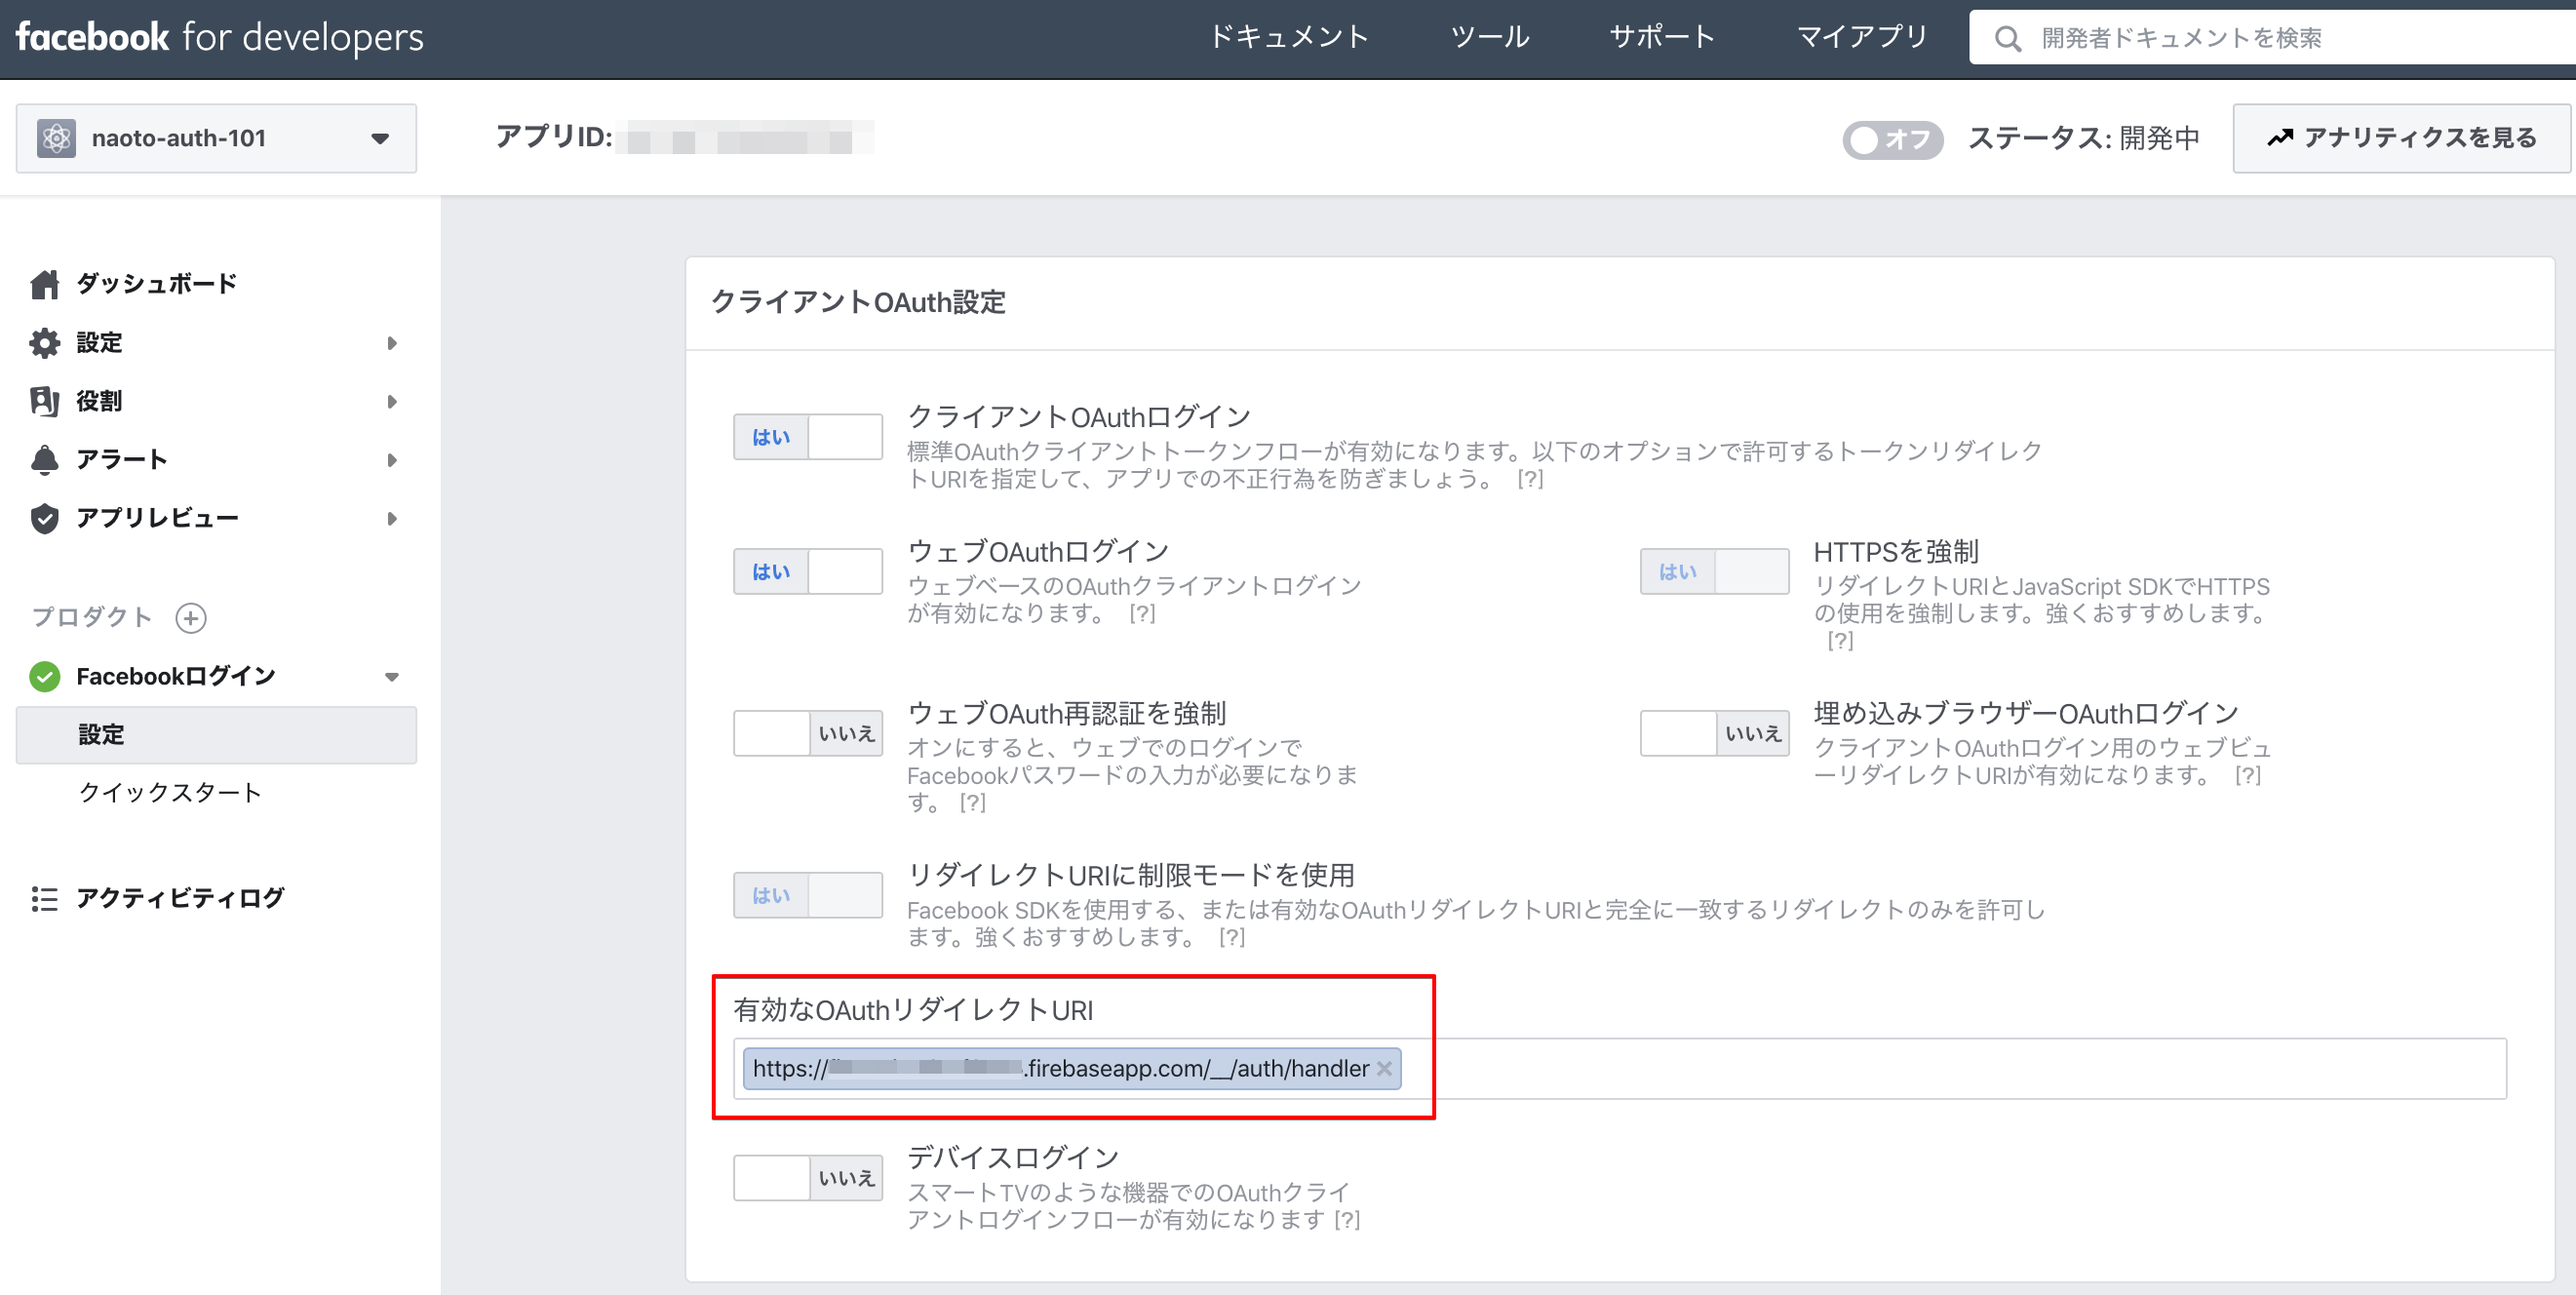 facebook for developers
ドキュメント ツール サポート マイアプリ 開発者ドキュメントを検索
naoto-auth-101
アプリID:
オフ ステータス: 開発中 アナリティクスを見る
ダッシュボード
設定
役割
アラート
アプリレビュー
プロダクト
Facebookログイン
設定
クイックスタート
アクティビティログ
クライアントOAuth設定
はい
クライアントOAuthログイン
標準OAuthクライアントトークンフローが有効になります。以下のオプションで許可するトークンリダイレク
トURIを指定して、アプリでの不正行為を防ぎましょう。 [?]
はい
ウェブOAuthログイン
ウェブベースのOAuthクライアントログイン
が有効になります。 [?]
はい
HTTPSを強制
リダイレクトURIとJavaScript SDKでHTTPS
の使用を強制します。強くおすすめします。
[?]
いいえ
ウェブOAuth再認証を強制
オンにすると、ウェブでのログインで
Facebookパスワードの入力が必要になりま
す。 [?]
いいえ
埋め込みブラウザーOAuthログイン
クライアントOAuthログイン用のウェブビュ
ーリダイレクトURIが有効になります。 [?]
はい
リダイレクトURIに制限モードを使用
Facebook SDKを使用する、または有効なOAuthリダイレクトURIと完全に一致するリダイレクトのみを許可し
ます。強くおすすめします。 [?]
有効なOAuthリダイレクトURI
https:// .firebaseapp.com/__/auth/handler
いいえ
デバイスログイン
スマートTVのような機器でのOAuthクライ
アントログインフローが有効になります [?]